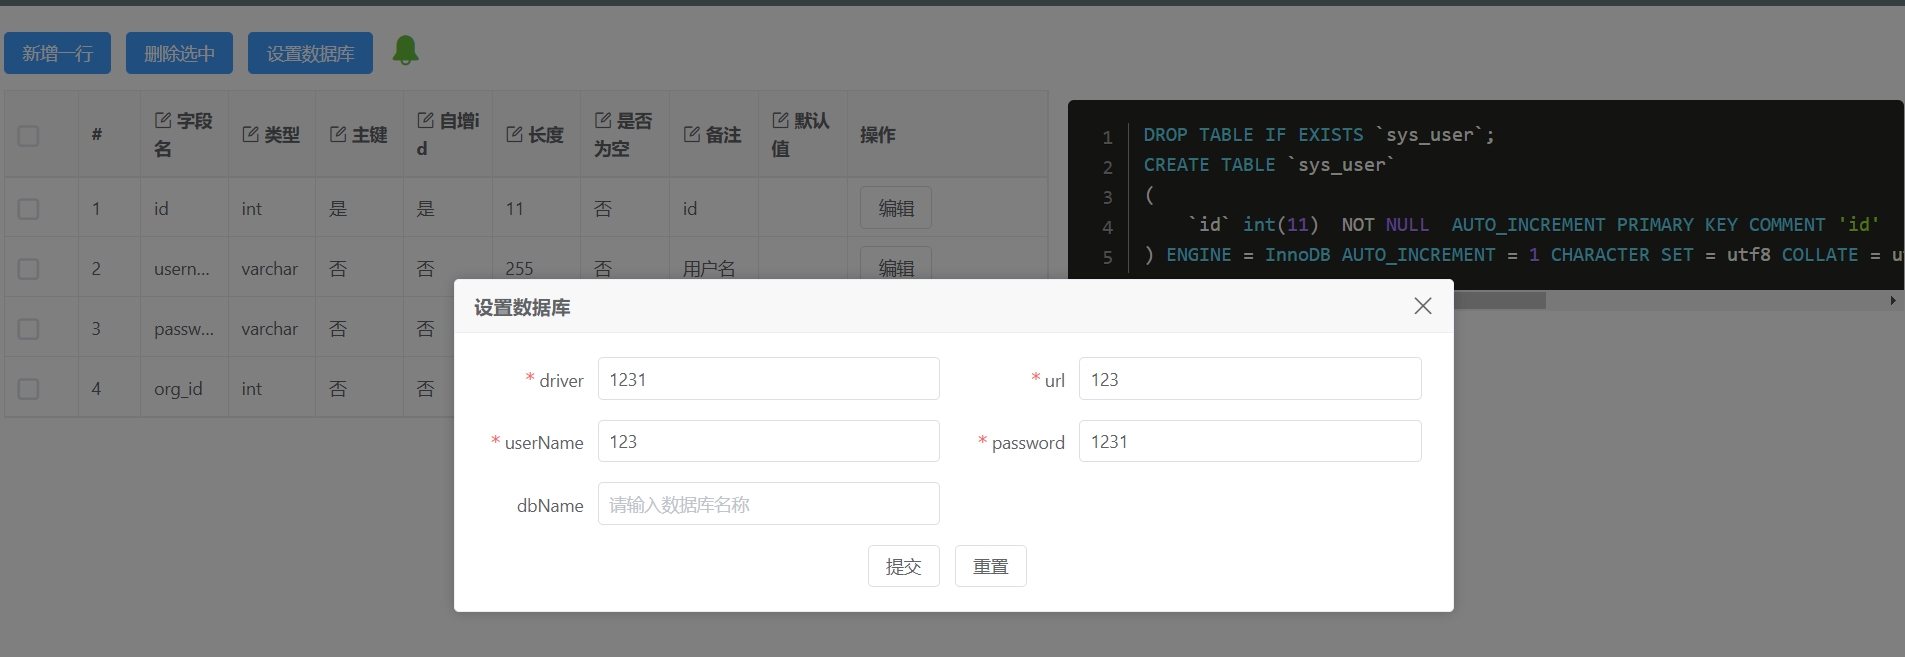 新增一行 删除选中 设置数据库
# 字段名 类型 主键 自增id 长度 是否为空 备注 默认值 操作
1 id int 是 是 11 否 id 编辑
2 usern... varchar 否 否 255 否 用户名 编辑
3 passw... varchar 否 否
4 org_id int 否 否
1 DROP TABLE IF EXISTS `sys_user`;
2 CREATE TABLE `sys_user`
3 (
4 `id` int(11) NOT NULL AUTO_INCREMENT PRIMARY KEY COMMENT 'id'
5 ) ENGINE = InnoDB AUTO_INCREMENT = 1 CHARACTER SET = utf8 COLLATE =
设置数据库
* driver 1231 * url 123
* userName 123 * password 1231
dbName 请输入数据库名称
提交 重置